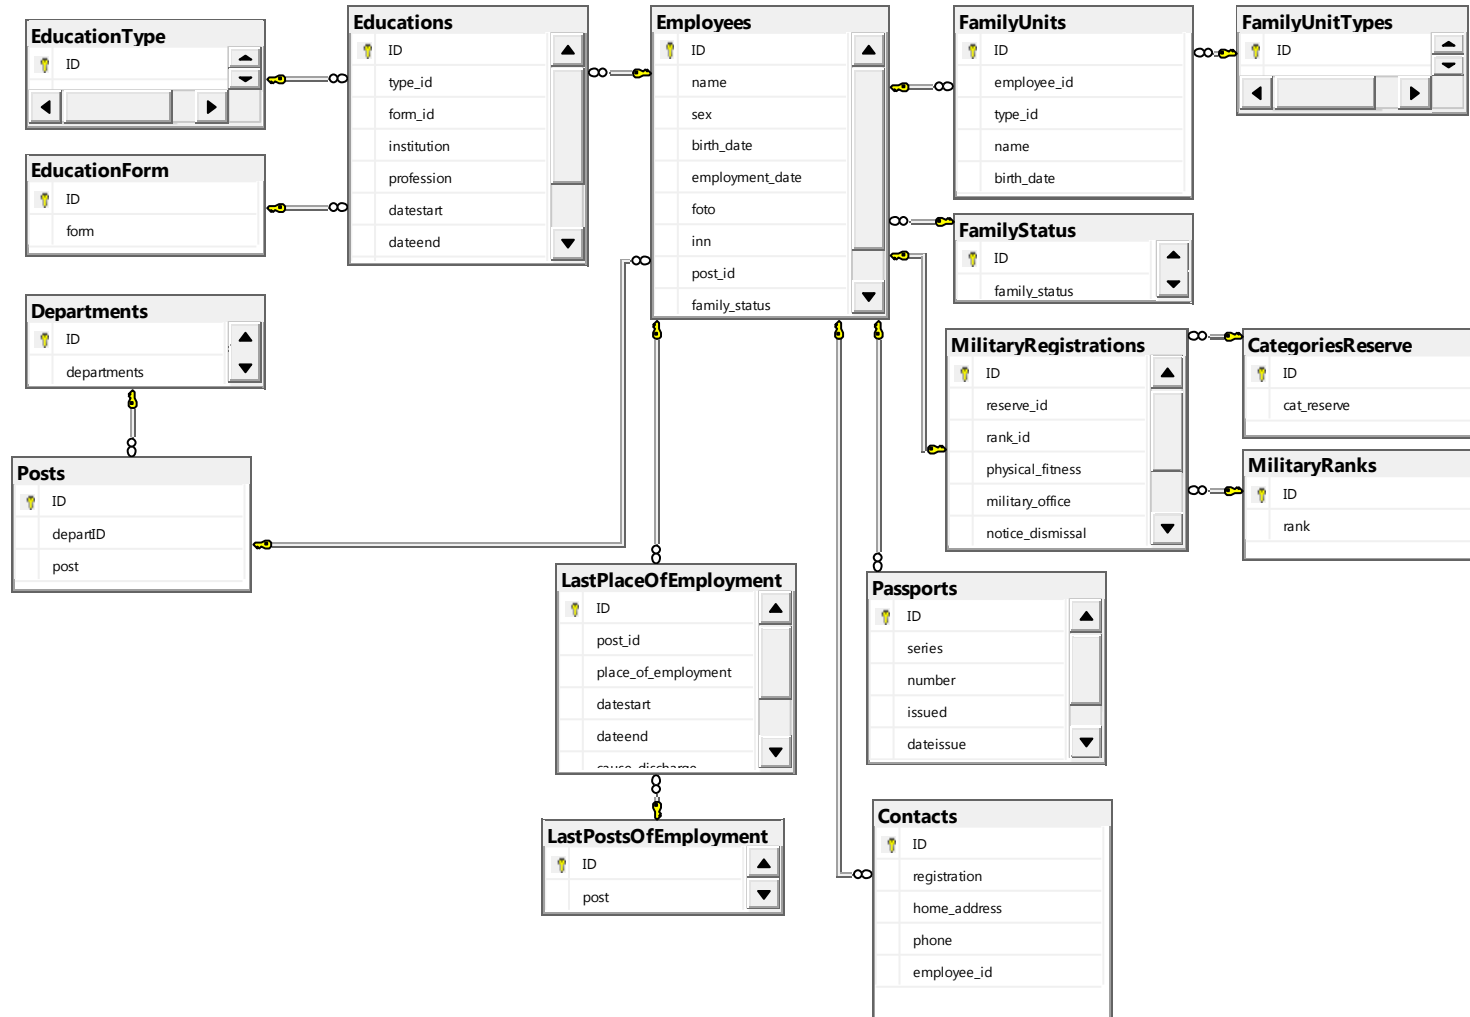 EducationType
ID
EducationForm
ID
form
Educations
ID
type_id
form_id
institution
profession
datestart
dateend
Employees
ID
name
sex
birth_date
employment_date
foto
inn
post_id
family_status
FamilyUnits
ID
employee_id
type_id
name
birth_date
FamilyUnitTypes
ID
FamilyStatus
ID
family_status
Departments
ID
departments
Posts
ID
departID
post
MilitaryRegistrations
ID
reserve_id
rank_id
physical_fitness
military_office
notice_dismissal
CategoriesReserve
ID
cat_reserve
MilitaryRanks
ID
rank
LastPlaceOfEmployment
ID
post_id
place_of_employment
datestart
dateend
cause_discharge
LastPostsOfEmployment
ID
post
Passports
ID
series
number
issued
dateissue
Contacts
ID
registration
home_address
phone
employee_id